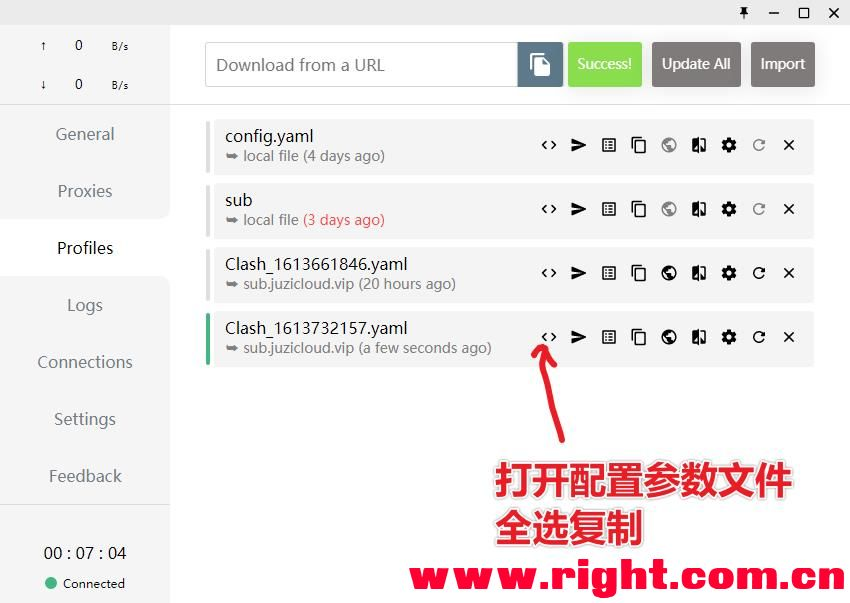 ↑ 0 B/s
↓ 0 B/s
General
Proxies
Profiles
Logs
Connections
Settings
Feedback
00 : 07 : 04
Connected
Download from a URL
Success!
Update All
Import
config.yaml
local file (4 days ago)
sub
local file (3 days ago)
Clash_1613661846.yaml
sub.juzicloud.vip (20 hours ago)
Clash_1613732157.yaml
sub.juzicloud.vip (a few seconds ago)
打开配置参数文件
全选复制
www.right.com.cn